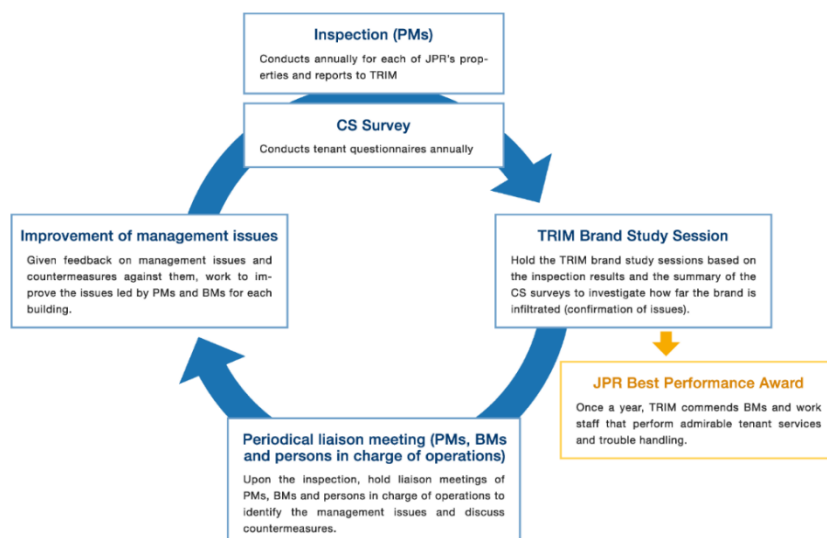 Inspection (PMs)
Conducts annually for each of JPR's prop-
erties and reports to TRIM
CS Survey
Conducts tenant questionnaires annually
TRIM Brand Study Session
Hold the TRIM brand study sessions based on
the inspection results and the summary of the
CS surveys to investigate how far the brand is
infiltrated (confirmation of issues).
JPR Best Performance Award
Once a year, TRIM commends BMs and work
staff that perform admirable tenant services
and trouble handling.
Periodical liaison meeting (PMs, BMs
and persons in charge of operations)
Upon the inspection, hold liaison meetings of
PMs, BMs and persons in charge of operations to
identify the management issues and discuss
countermeasures.
Improvement of management issues
Given feedback on management issues and
countermeasures against them, work to im-
prove the issues led by PMs and BMs for each
building.